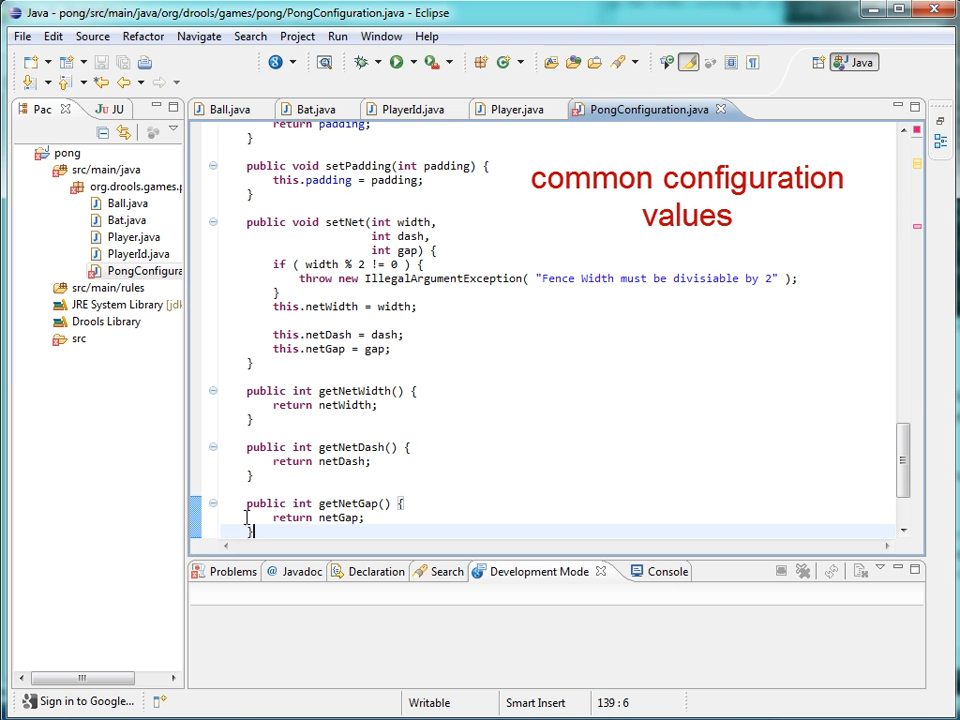 Java - pong/src/main/java/org/drools/games/pong/PongConfiguration.java - Eclipse
File Edit Source Refactor Navigate Search Project Run Window Help
Java
Pac JU JU
Ball.java Bat.java PlayerId.java Player.java PongConfiguration.java
pong
src/main/java
org.drools.games.p
Ball.java
Bat.java
Player.java
PlayerId.java
PongConfigura
src/main/rules
JRE System Library [jdk
Drools Library
src
return padding;
}
public void setPadding(int padding) {
this.padding = padding;
}
public void setNet(int width,
int dash,
int gap) {
if ( width % 2 != 0 ) {
throw new IllegalArgumentException( "Fence Width must be divisiable by 2" );
}
this.netWidth = width;
this.netDash = dash;
this.netGap = gap;
}
public int getNetWidth() {
return netWidth;
}
public int getNetDash() {
return netDash;
}
public int getNetGap() {
return netGap;
}
common configuration
values
Problems @ Javadoc Declaration Search Development Mode Console
Sign in to Google...
Writable Smart Insert 139 : 6